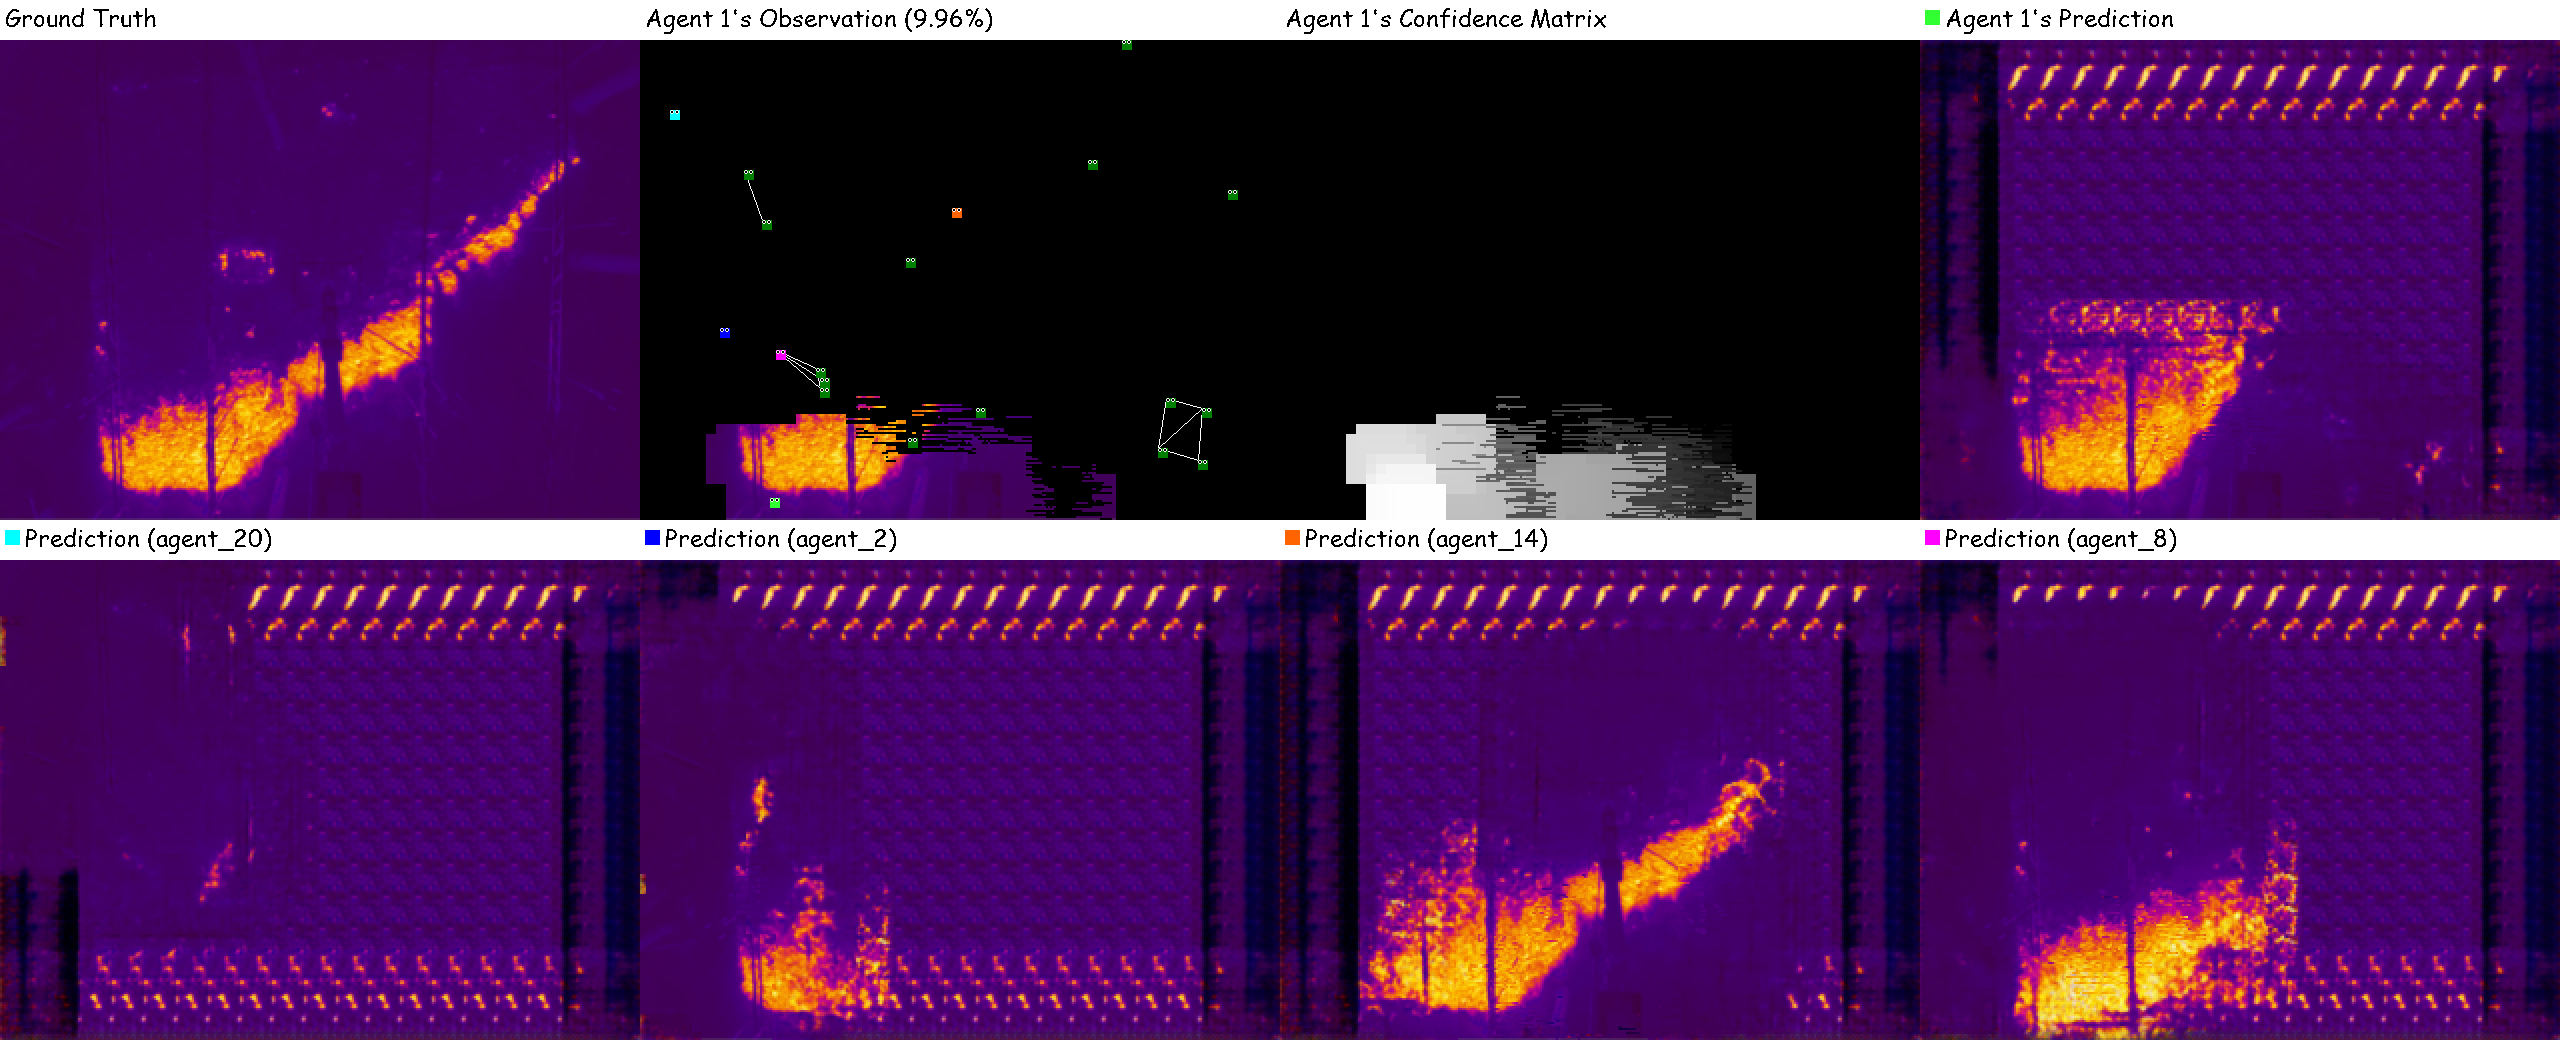 Ground Truth
Agent 1's Observation (9.96%)
Agent 1's Confidence Matrix
Agent 1's Prediction
Prediction (agent_20)
Prediction (agent_2)
Prediction (agent_14)
Prediction (agent_8)